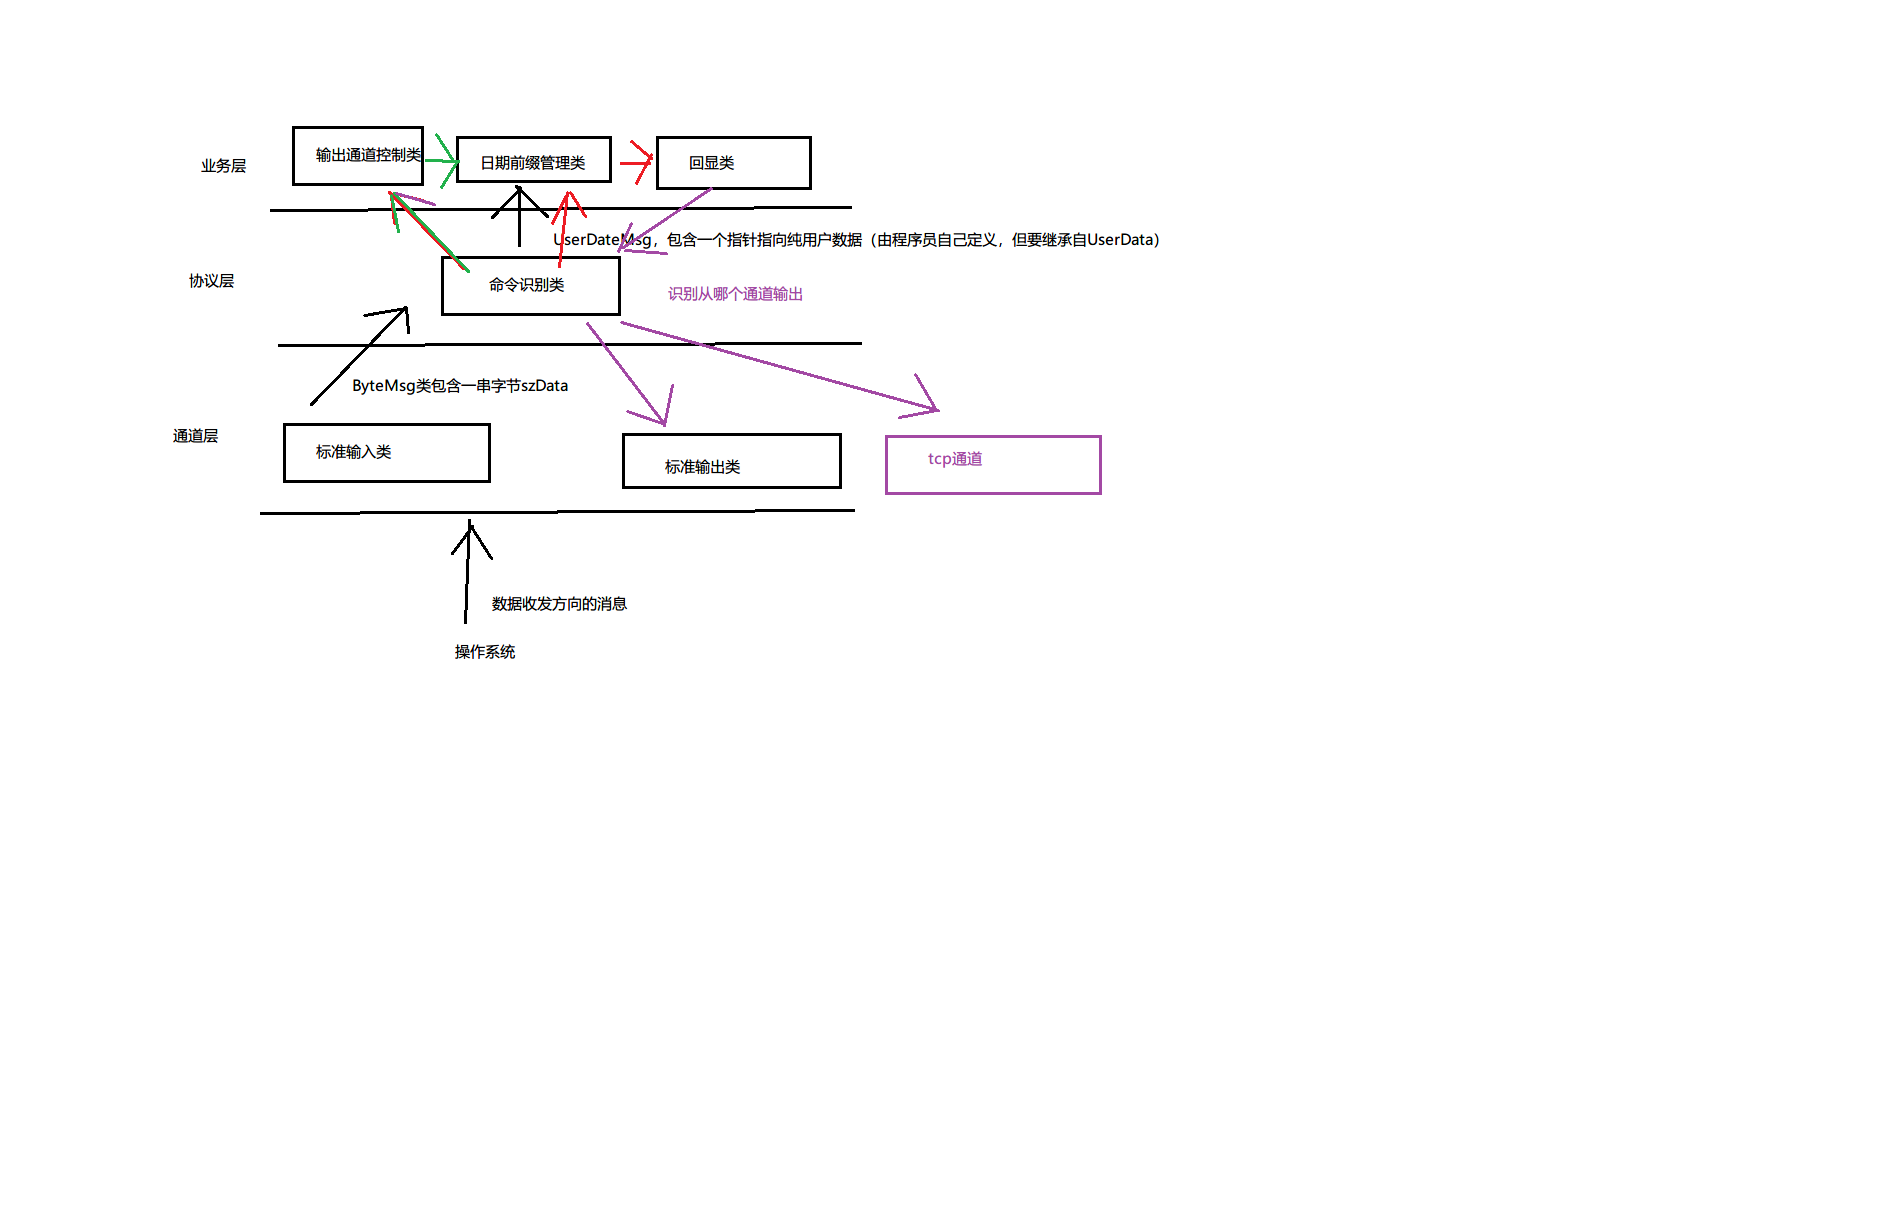 业务层
输出通道控制类
日期前缀管理类
回显类
UserDateMsg，包含一个指针指向纯用户数据（由程序员自己定义，但要继承自UserData）
协议层
命令识别类
识别从哪个通道输出
ByteMsg类包含一串字节szData
通道层
标准输入类
标准输出类
tcp通道
数据收发方向的消息
操作系统